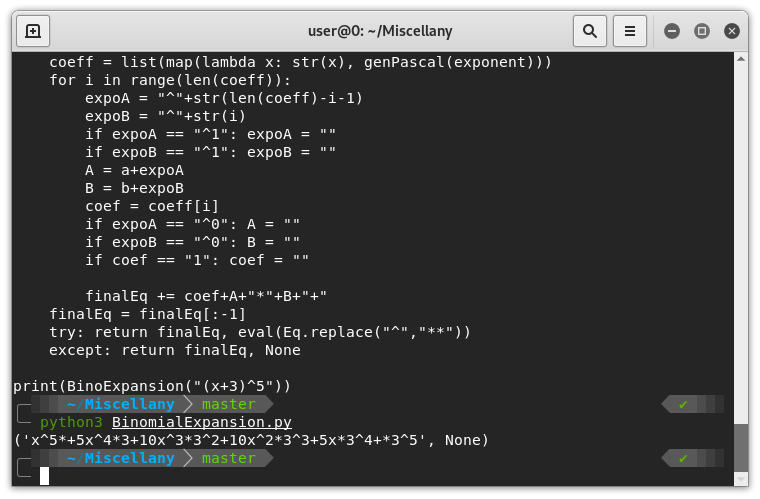 user@0: ~/Miscellany
    coeff = list(map(lambda x: str(x), genPascal(exponent)))
    for i in range(len(coeff)):
        expoA = "^"+str(len(coeff)-i-1)
        expoB = "^"+str(i)
        if expoA == "^1": expoA = ""
        if expoB == "^1": expoB = ""
        A = a+expoA
        B = b+expoB
        coef = coeff[i]
        if expoA == "^0": A = ""
        if expoB == "^0": B = ""
        if coef == "1": coef = ""

        finalEq += coef+A+"*"+B+"+"
    finalEq = finalEq[:-1]
    try: return finalEq, eval(Eq.replace("^","**"))
    except: return finalEq, None

print(BinoExpansion("(x+3)^5"))
~/Miscellany master ✔
python3 BinomialExpansion.py
('x^5*+5x^4*3+10x^3*3^2+10x^2*3^3+5x*3^4+*3^5', None)
~/Miscellany master ✔